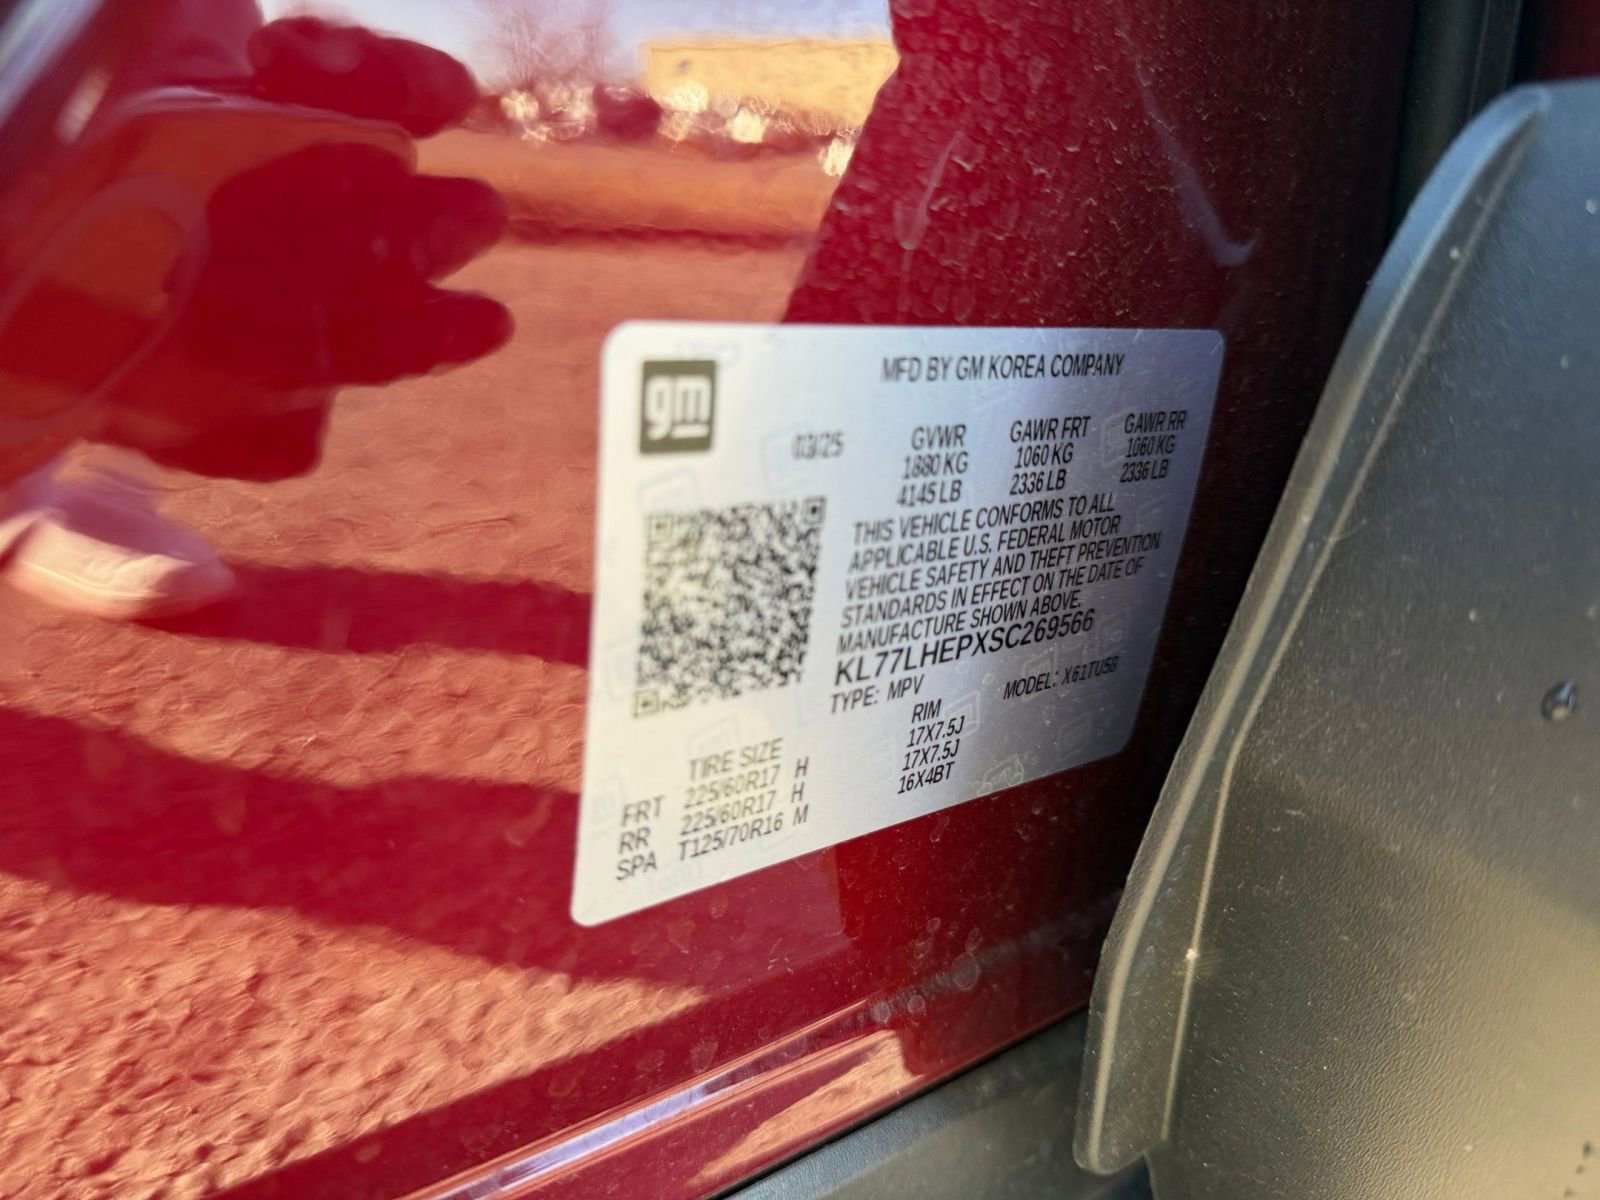 gm
MFD BY GM KOREA COMPANY
03/25 GVWR GAWR FRT GAWR RR
1880 KG 1060 KG 1060 KG
4145 LB 2336 LB 2336 LB
THIS VEHICLE CONFORMS TO ALL
APPLICABLE U.S. FEDERAL MOTOR
VEHICLE SAFETY AND THEFT PREVENTION
STANDARDS IN EFFECT ON THE DATE OF
MANUFACTURE SHOWN ABOVE.
KL77LHEPXSC269566
TYPE: MPV MODEL: X61TU58
TIRE SIZE RIM
FRT 225/60R17 H 17X7.5J
RR 225/60R17 H 17X7.5J
SPA T125/70R16 M 16X4BT